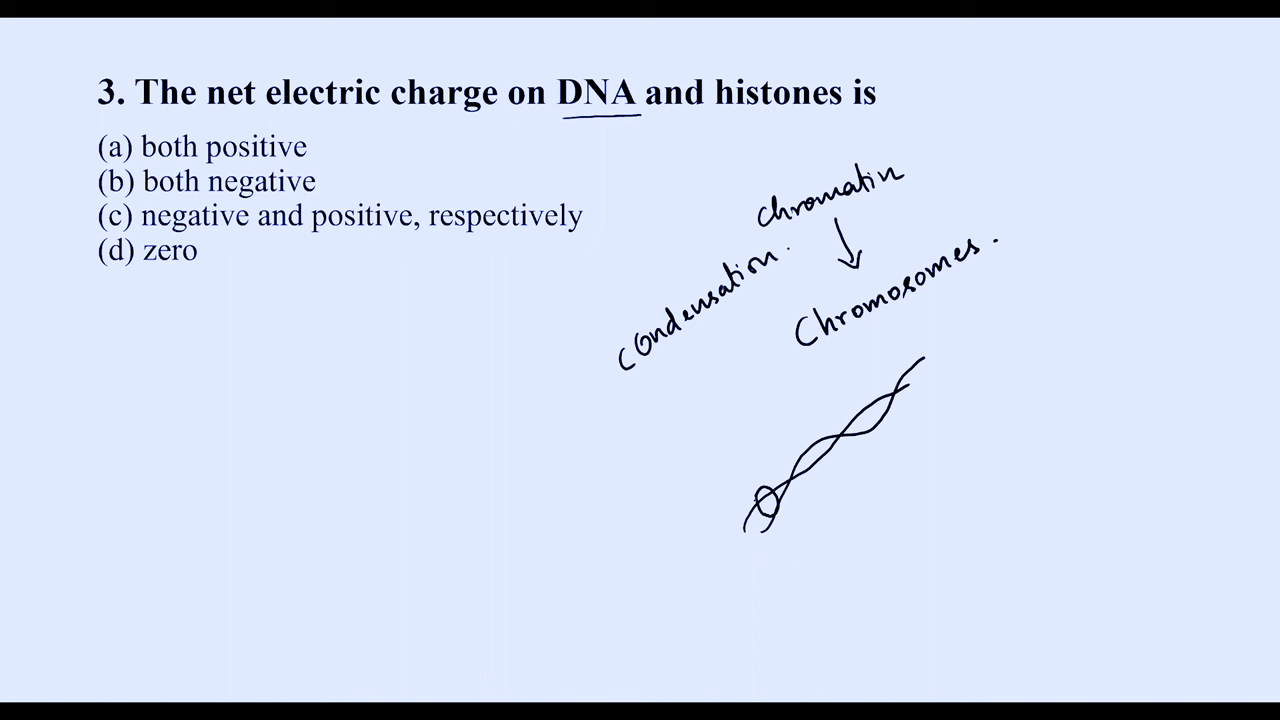 3. The net electric charge on DNA and histones is
(a) both positive
(b) both negative
(c) negative and positive, respectively
(d) zero
chromatin
condensation.
Chromosomes.